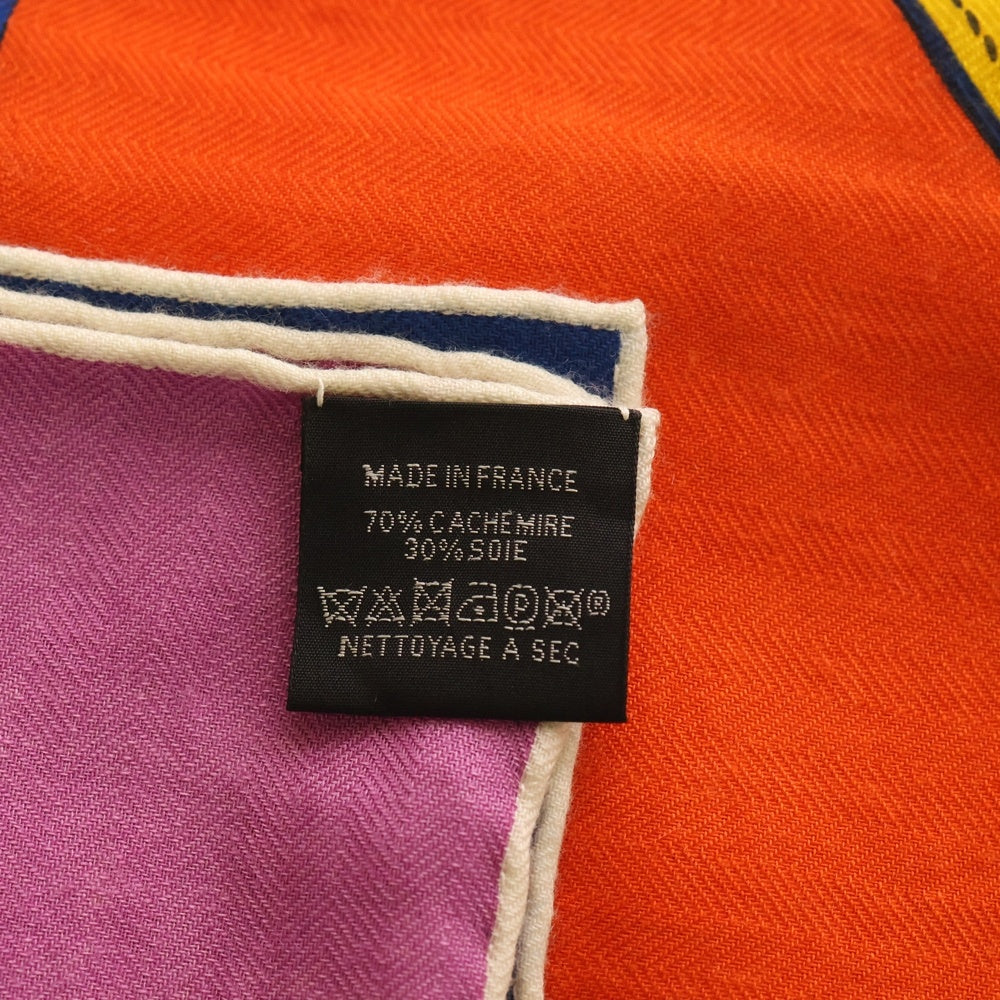 MADE IN FRANCE
70% CACHEMIRE
30% SOIE
P ®
NETTOYAGE A SEC